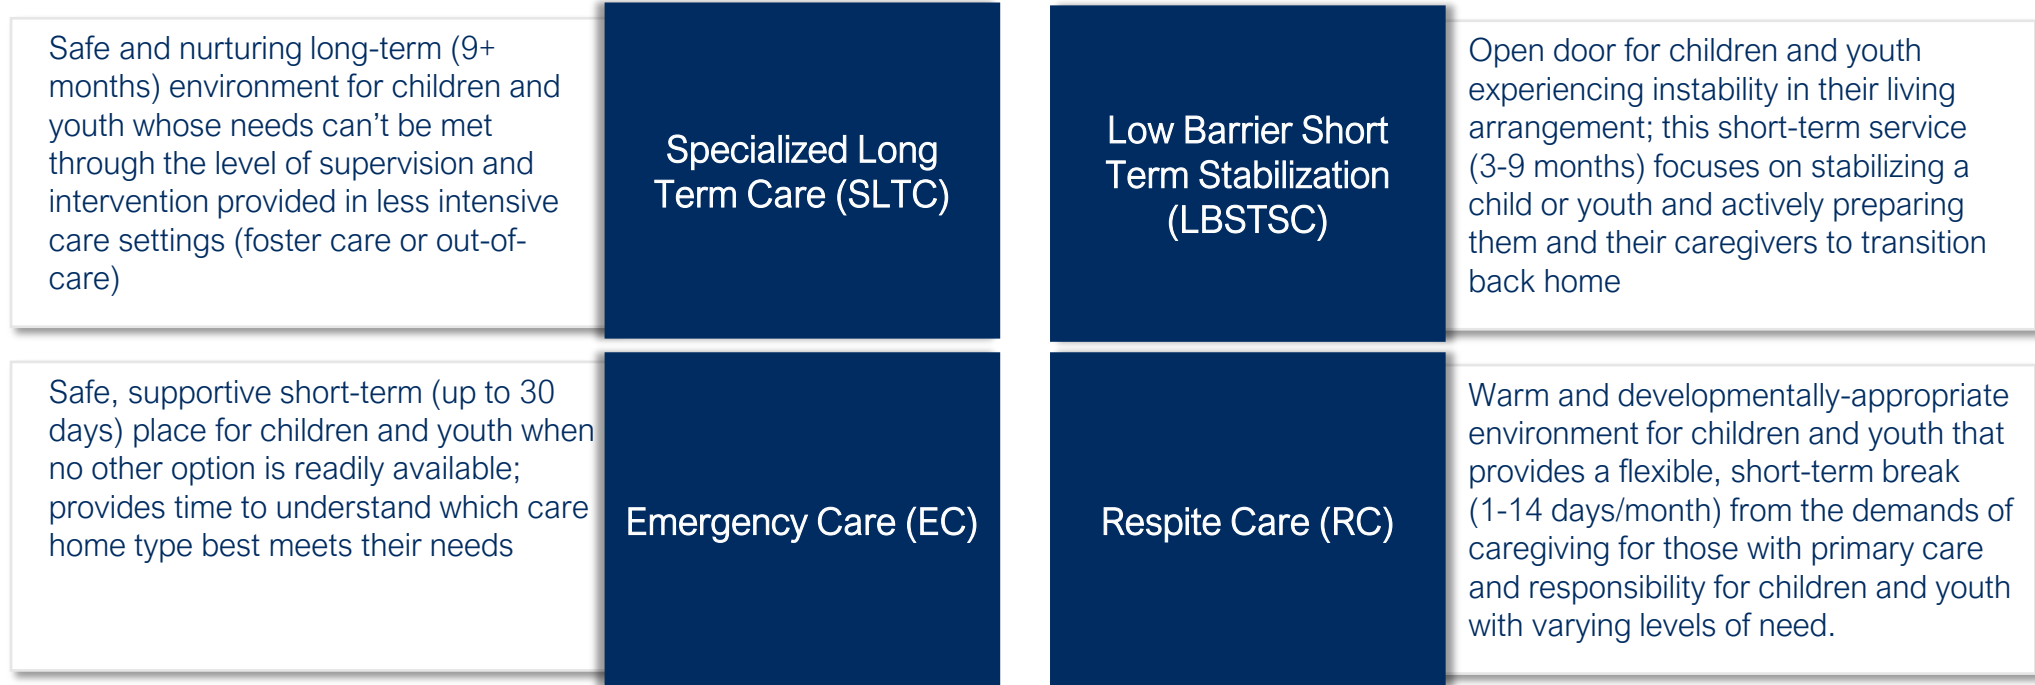 Safe and nurturing long-term (9+
months) environment for children and
youth whose needs can’t be met
through the level of supervision and
intervention provided in less intensive
care settings (foster care or out-of-
care)
Specialized Long
Term Care (SLTC)
Low Barrier Short
Term Stabilization
(LBSTSC)
Open door for children and youth
experiencing instability in their living
arrangement; this short-term service
(3-9 months) focuses on stabilizing a
child or youth and actively preparing
them and their caregivers to transition
back home
Safe, supportive short-term (up to 30
days) place for children and youth when
no other option is readily available;
provides time to understand which care
home type best meets their needs
Emergency Care (EC)
Respite Care (RC)
Warm and developmentally-appropriate
environment for children and youth that
provides a flexible, short-term break
(1-14 days/month) from the demands of
caregiving for those with primary care
and responsibility for children and youth
with varying levels of need.